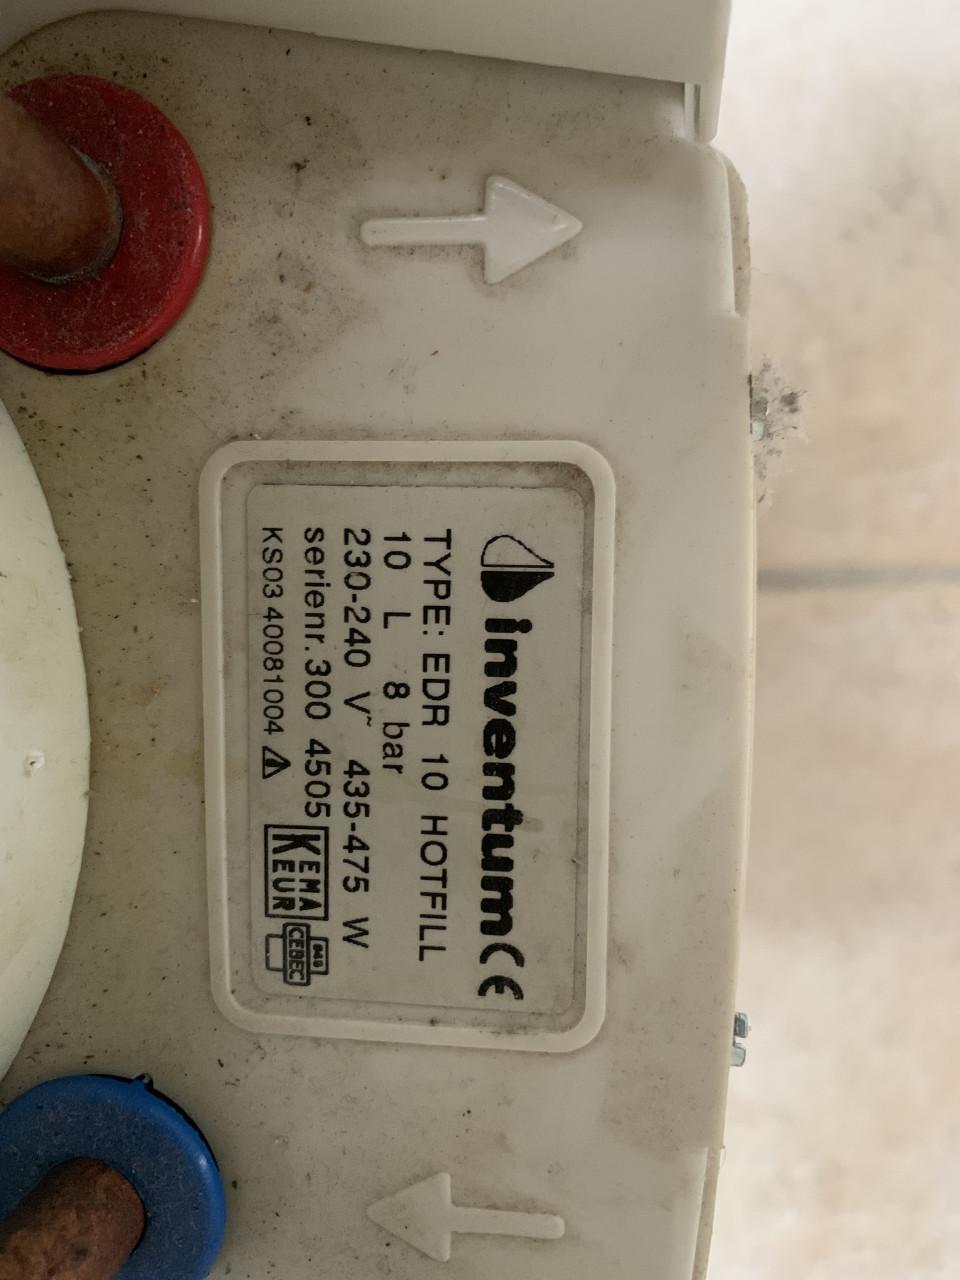 inventum CE
TYPE: EDR 10 HOTFILL
10 L 8 bar
230-240 V~ 435-475 W
serienr. 300 4505
KS03 40081004
KEMA
KEUR
CEBEC